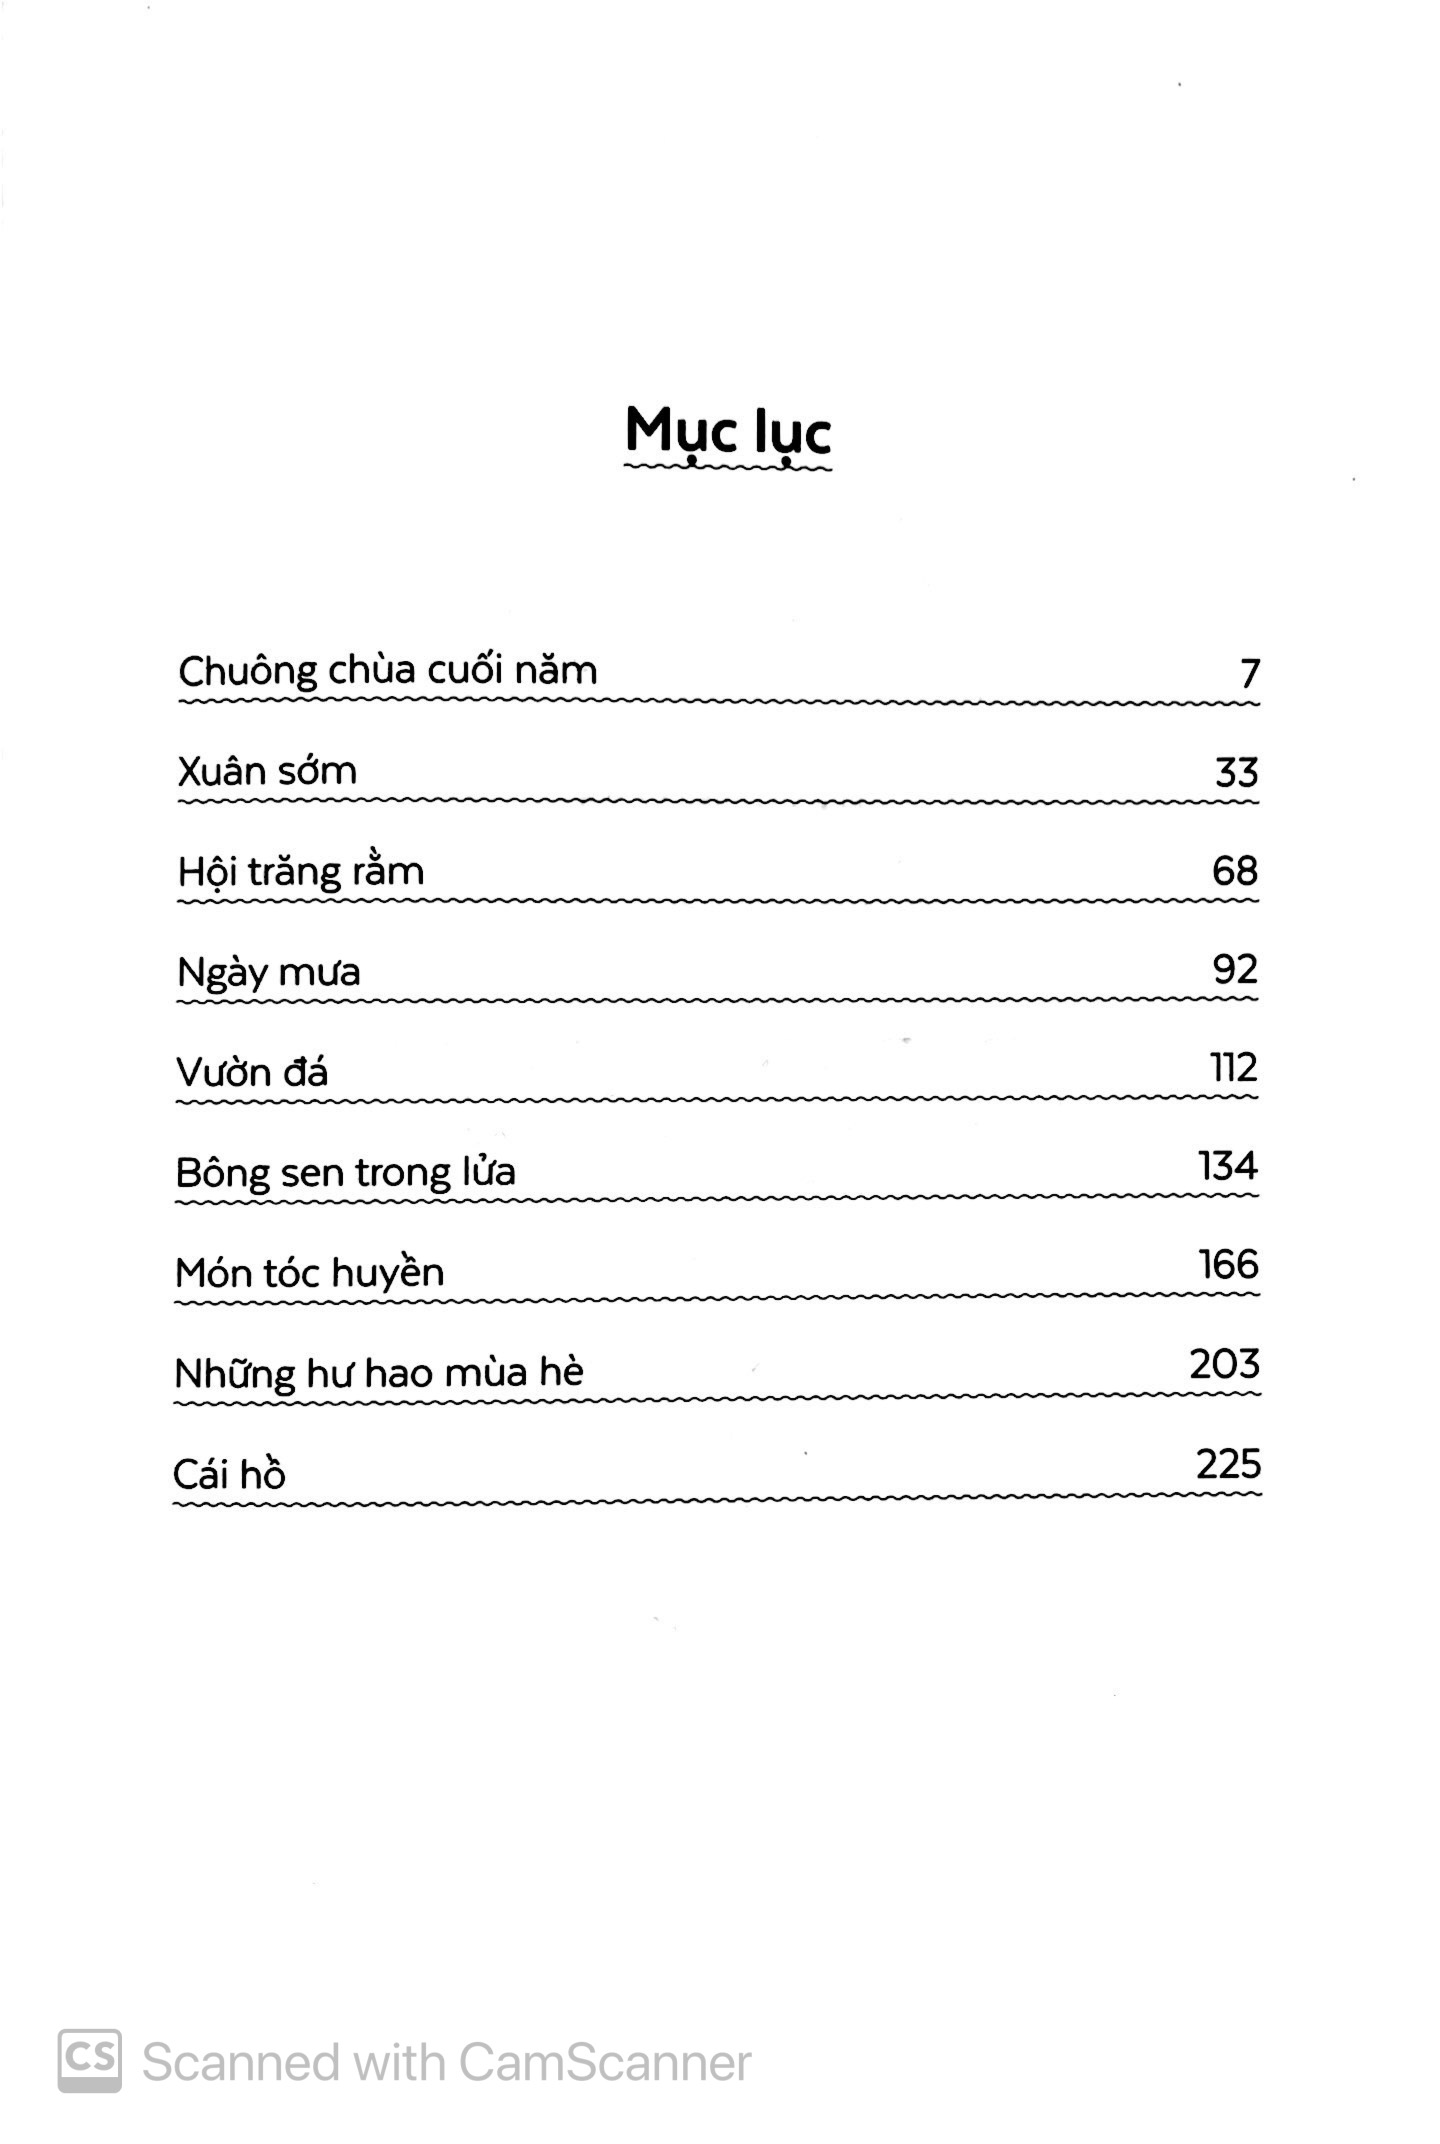 Mục lục
Chuông chùa cuối năm 7
Xuân sớm 33
Hội trăng rằm 68
Ngày mưa 92
Vườn đá 112
Bông sen trong lửa 134
Món tóc huyền 166
Những hư hao mùa hè 203
Cái hồ 225
CS Scanned with CamScanner